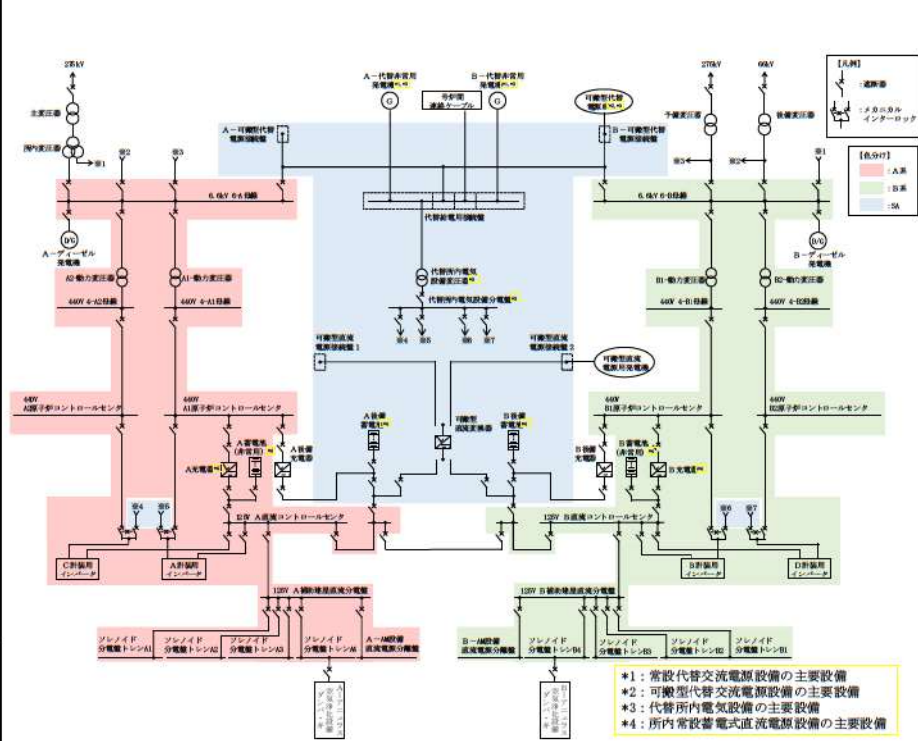 275kV
A-代替非常用
発電機
B-代替非常用
発電機
号炉間
連絡ケーブル
可搬型代替
276kV
66kV
【凡例】
：遮断器
：メカニカル
インターロック
【色分け】
：A系
：B系
：SA
主変圧器
所内変圧器
※1
※2
※3
A-可搬型代替
電源接続盤
B-可搬型代替
電源接続盤
予備変圧器
後備変圧器
※3
※2
※1
6.6kV 6-A母線
6.6kV 6-B母線
代替給電用接続盤
D/G
A-ディーゼル
発電機
D/G
B-ディーゼル
発電機
A2-動力変圧器
A1-動力変圧器
代替所内電気
設備変圧器
B1-動力変圧器
B2-動力変圧器
440V 4-A2母線
440V 4-A1母線
代替所内電気設備分電盤
440V 4-B1母線
440V 4-B2母線
※4
※5
※6
※7
可搬型直流
電源接続盤1
可搬型直流
電源接続盤2
可搬型直流
電源用発電機
440V
A2原子炉コントロールセンタ
440V
A1原子炉コントロールセンタ
440V
B1原子炉コントロールセンタ
440V
B2原子炉コントロールセンタ
A蓄電池
(非常用)
A充電器
A後備
充電器
A後備
蓄電池
可搬型
直流変換器
B後備
蓄電池
B後備
充電器
B蓄電池
(非常用)
B充電器
※4
※5
125V A直流コントロールセンタ
125V B直流コントロールセンタ
※6
※7
C計装用
インバータ
A計装用
インバータ
B計装用
インバータ
D計装用
インバータ
125V A補助建屋直流分電盤
125V B補助建屋直流分電盤
ソレノイド
分電盤トレンA1
ソレノイド
分電盤トレンA2
ソレノイド
分電盤トレンA3
ソレノイド
分電盤トレンA4
A-AM設備
直流電源分離盤
B-AM設備
直流電源分離盤
ソレノイド
分電盤トレンB4
ソレノイド
分電盤トレンB3
ソレノイド
分電盤トレンB2
ソレノイド
分電盤トレンB1
*1：常設代替交流電源設備の主要設備
*2：可搬型代替交流電源設備の主要設備
*3：代替所内電気設備の主要設備
*4：所内常設蓄電式直流電源設備の主要設備